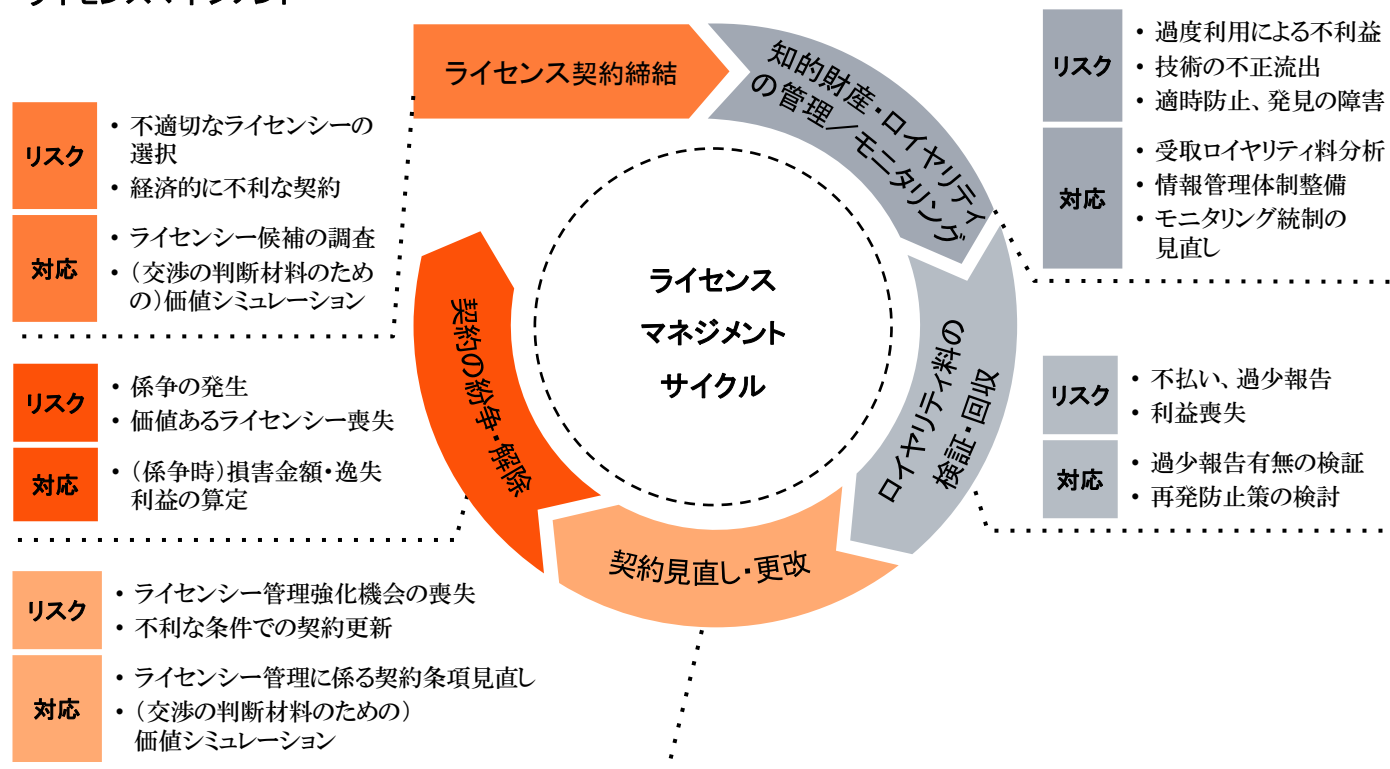 ライセンス契約締結
リスク
・不適切なライセンシーの
選択
・経済的に不利な契約
対応
・ライセンシー候補の調査
・（交渉の判断材料のため
の）価値シミュレーション
知的財産・ロイヤリティ
の管理／モニタリング
リスク
・過度利用による不利益
・技術の不正流出
・適時防止、発見の障害
対応
・受取ロイヤリティ料分析
・情報管理体制整備
・モニタリング統制の
見直し
ライセンス
マネジメント
サイクル
ロイヤリティ料の
検証・回収
リスク
・不払い、過少報告
・利益喪失
対応
・過少報告有無の検証
・再発防止策の検討
契約の紛争・解除
リスク
・係争の発生
・価値あるライセンシー喪失
対応
・（係争時）損害金額・逸失
利益の算定
契約見直し・更改
リスク
・ライセンシー管理強化機会の喪失
・不利な条件での契約更新
対応
・ライセンシー管理に係る契約条項見直し
・（交渉の判断材料のための）
価値シミュレーション